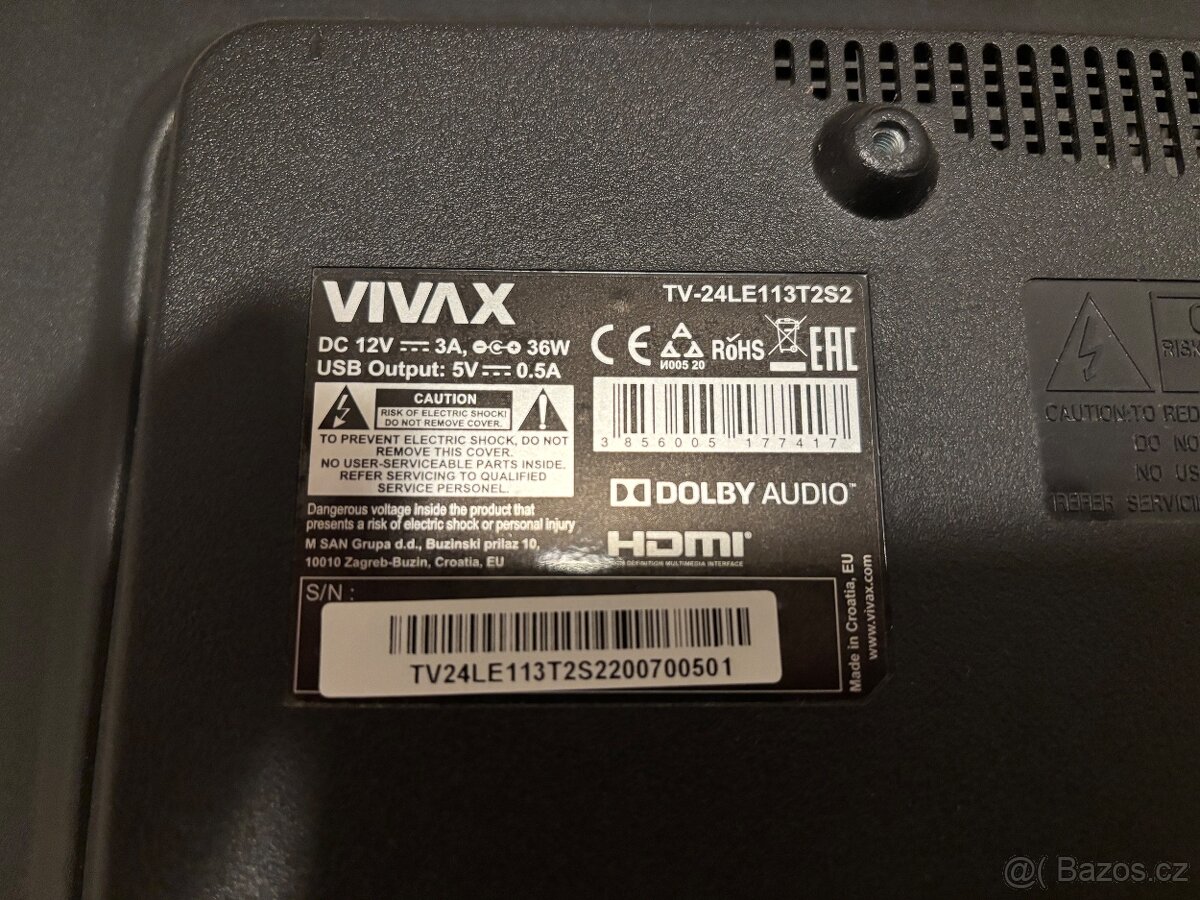 VIVAX
TV-24LE113T2S2
DC 12V 3A, 36W
USB Output: 5V 0.5A
CE
И005 20
RoHS
EAC
CAUTION
RISK OF ELECTRIC SHOCK!
DO NOT REMOVE COVER.
TO PREVENT ELECTRIC SHOCK, DO NOT
REMOVE THIS COVER.
NO USER-SERVICEABLE PARTS INSIDE.
REFER SERVICING TO QUALIFIED
SERVICE PERSONEL.
3 856005 177417
DOLBY AUDIO™
Dangerous voltage inside the product that
presents a risk of electric shock or personal injury
M SAN Grupa d.d., Buzinski prilaz 10,
10010 Zagreb-Buzin, Croatia, EU
HDMI®
HIGH DEFINITION MULTIMEDIA INTERFACE
S/N :
TV24LE113T2S2200700501
Made in Croatia, EU
www.vivax.com
RISK
CAUTION:TO RED
DO NO
NO US
REFER SERVICI
@( Bazos.cz